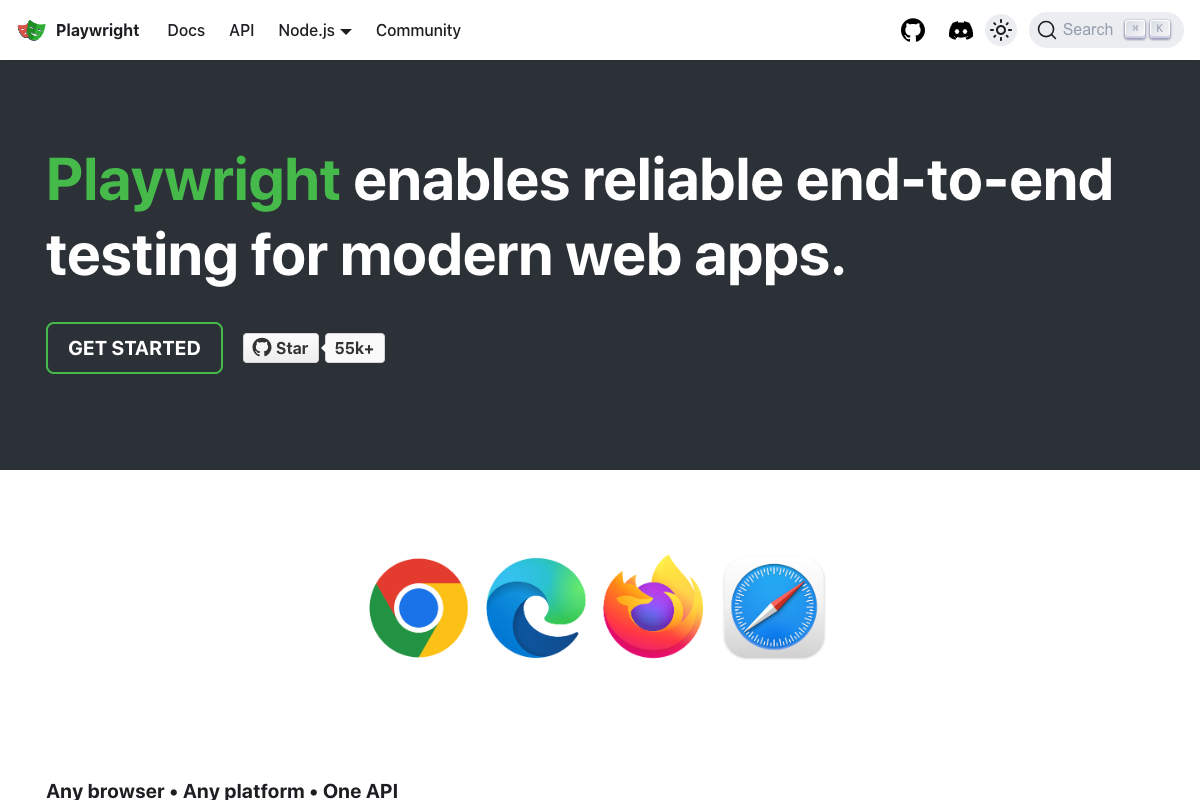 Playwright Docs API Node.js Community Search ⌘ K
Playwright enables reliable end-to-end
testing for modern web apps.
GET STARTED Star 55k+
Any browser • Any platform • One API